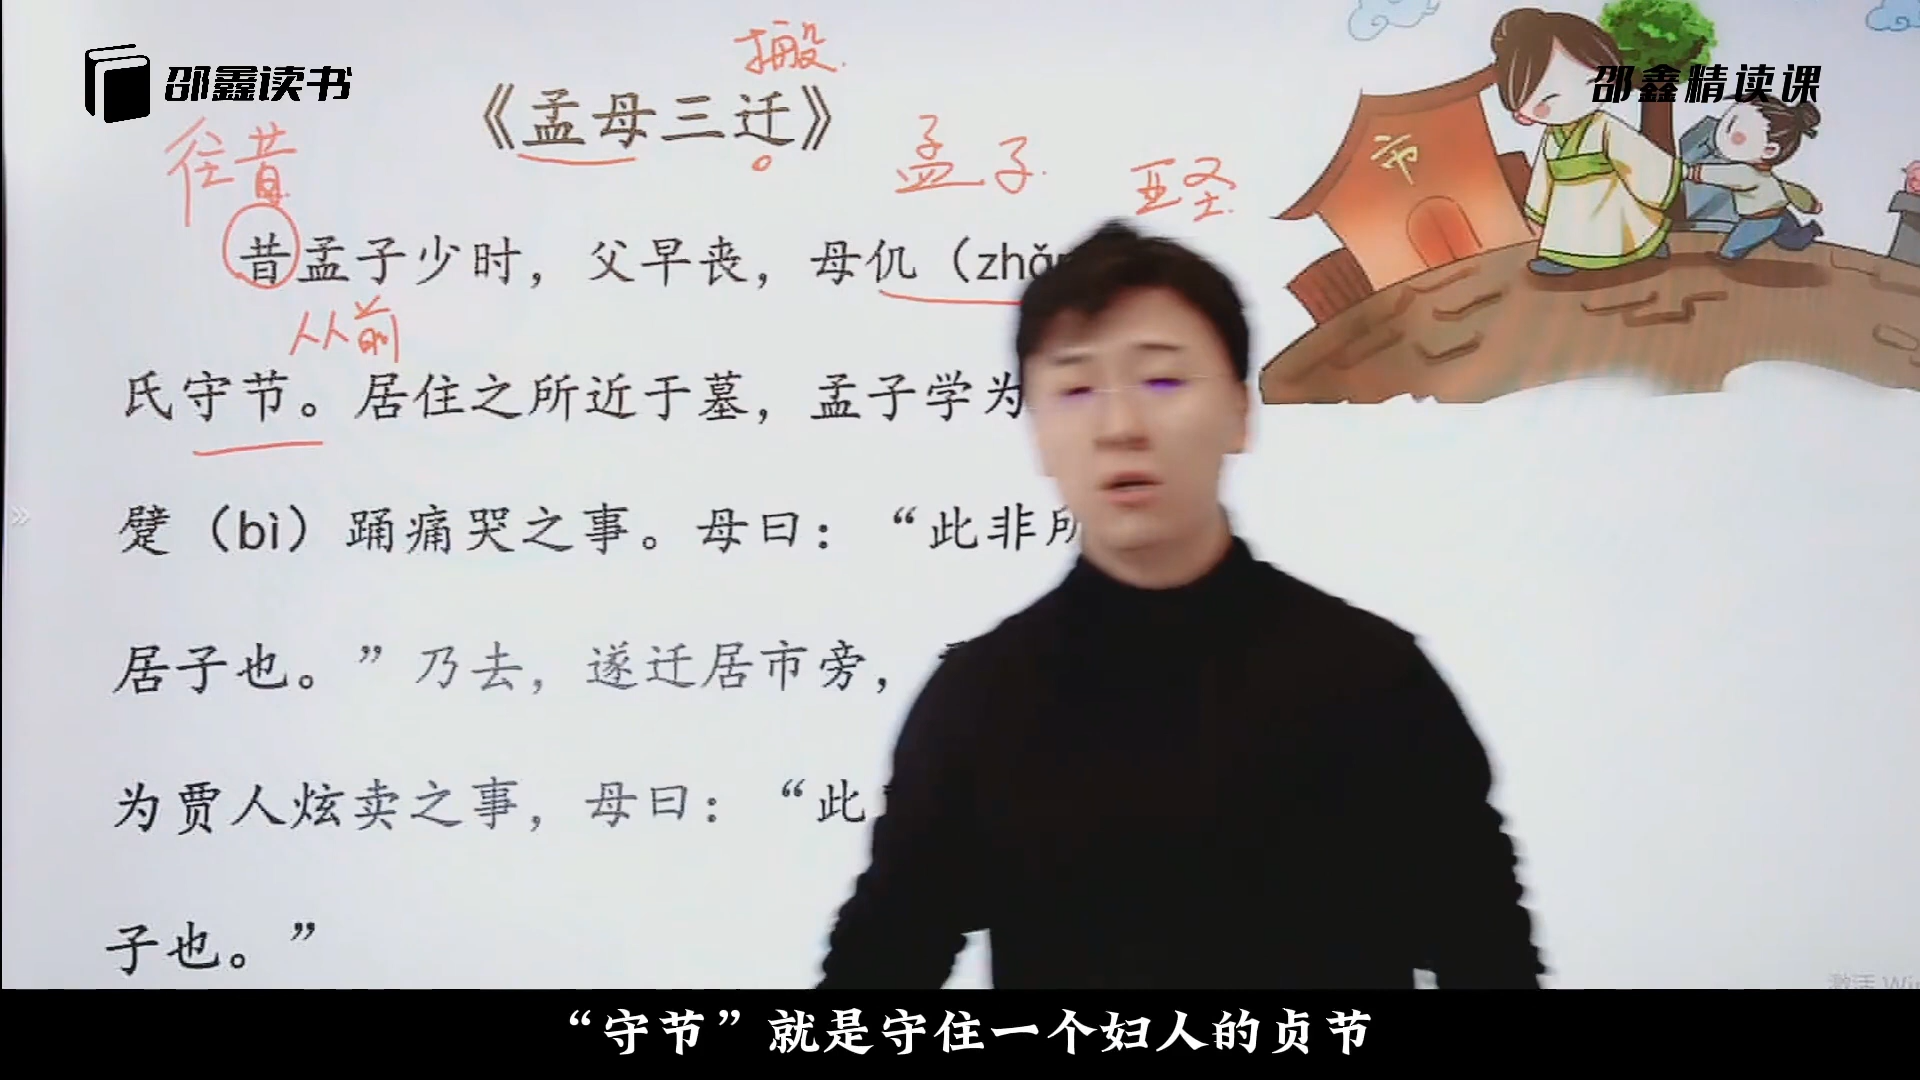 邵鑫读书
邵鑫精读课
搬
《孟母三迁》
往昔
孟子
亚圣
市
昔孟子少时，父早丧，母仉（zhǎ
从前
氏守节。居住之所近于墓，孟子学为
躄（bì）踊痛哭之事。母曰：“此非所
居子也。”乃去，遂迁居市旁，
为贾人炫卖之事，母曰：“此
子也。”
“守节”就是守住一个妇人的贞节